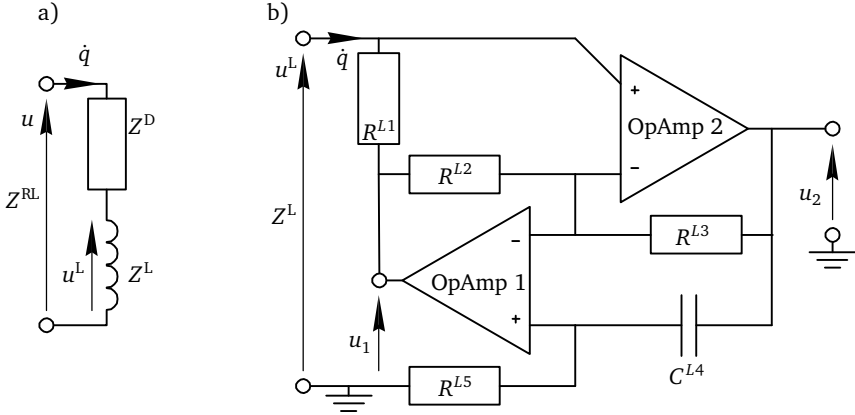 a)
q̇
u
Z^D
Z^RL
u^L
Z^L
b)
u^L
q̇
R^L1
+
OpAmp 2
R^L2
−
u_2
Z^L
−
R^L3
OpAmp 1
+
u_1
C^L4
R^L5